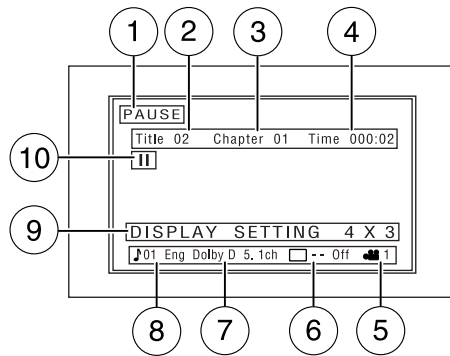 1 2 3 4
PAUSE
Title 02 Chapter 01 Time 000:02
10
9
DISPLAY SETTING 4 X 3
♪01 Eng Dolby D 5.1ch -- Off 1
8 7 6 5